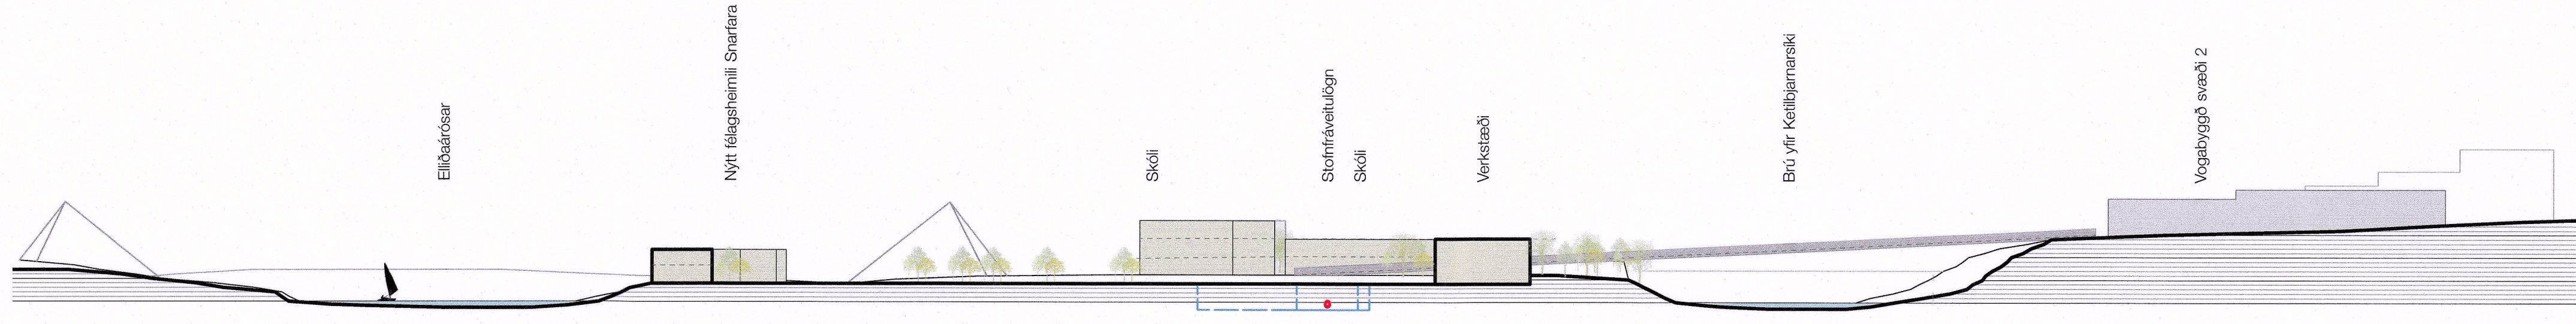 Elliðaárósar
Nýtt félagsheimili Snarfara
Skóli
Stofnfráveitulögn
Skóli
Verkstæði
Brú yfir Ketilbjarnarsíki
Vogabyggð svæði 2